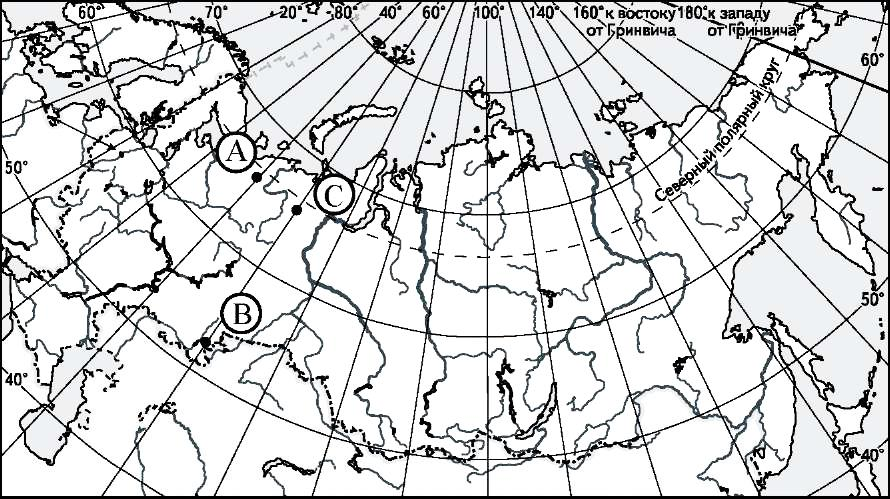 60° 70° 20° 80° 40° 60° 100° 140° 160° к востоку 180° к западу
от Гринвича от Гринвича
60°
Северный полярный круг
50°
A
C
B
50°
40°
40°